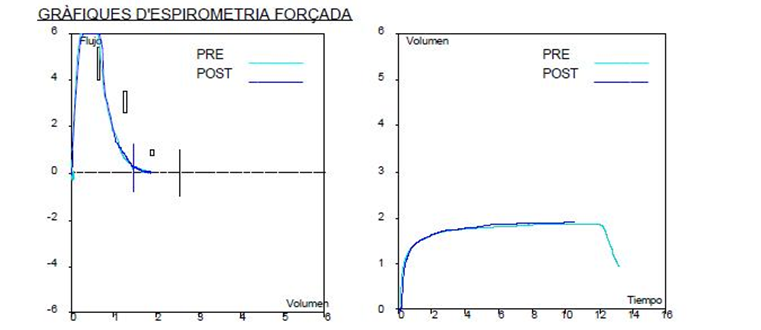 GRÀFIQUES D'ESPIROMETRIA FORÇADA
6
Flujo
PRE
POST
4
2
0
-2
-4
-6
Volumen
0 1 2 3 4 5 6
6
Volumen
PRE
POST
5
4
3
2
1
0
Tiempo
0 2 4 6 8 10 12 14 16